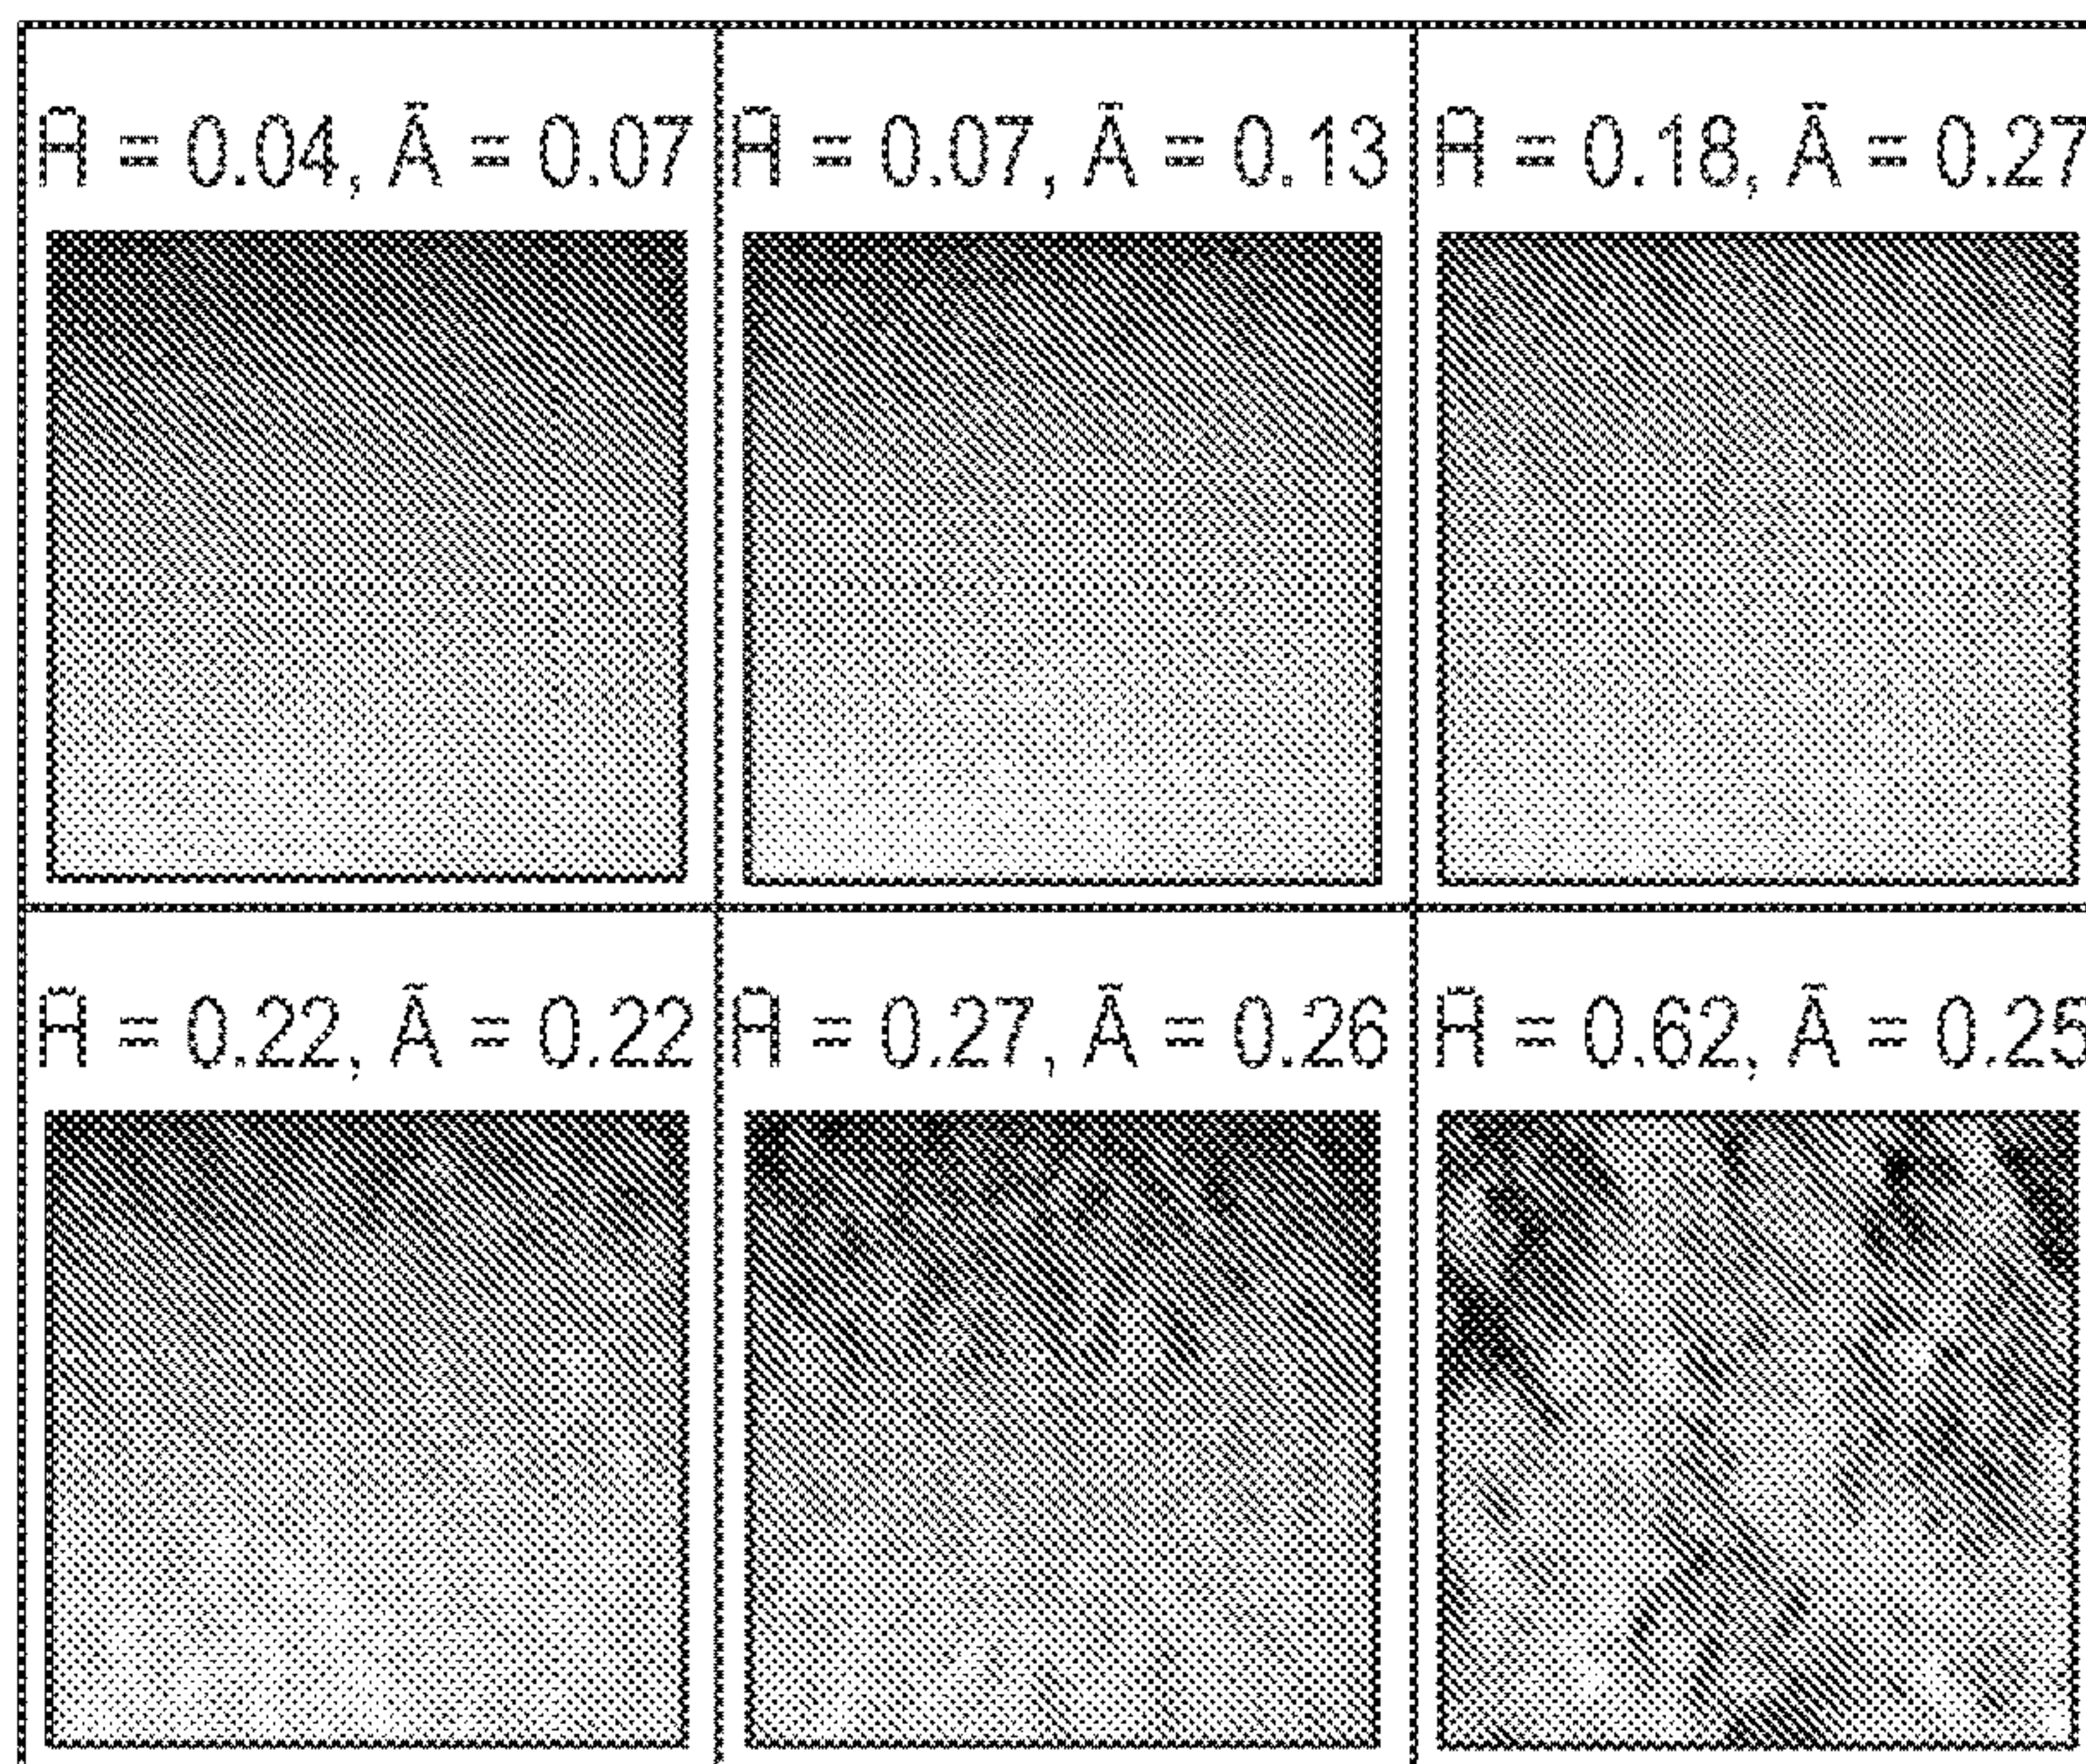 H̃ = 0.04, Ã = 0.07
H̃ = 0.07, Ã = 0.13
H̃ = 0.18, Ã = 0.27
H̃ = 0.22, Ã = 0.22
H̃ = 0.27, Ã = 0.26
H̃ = 0.62, Ã = 0.25